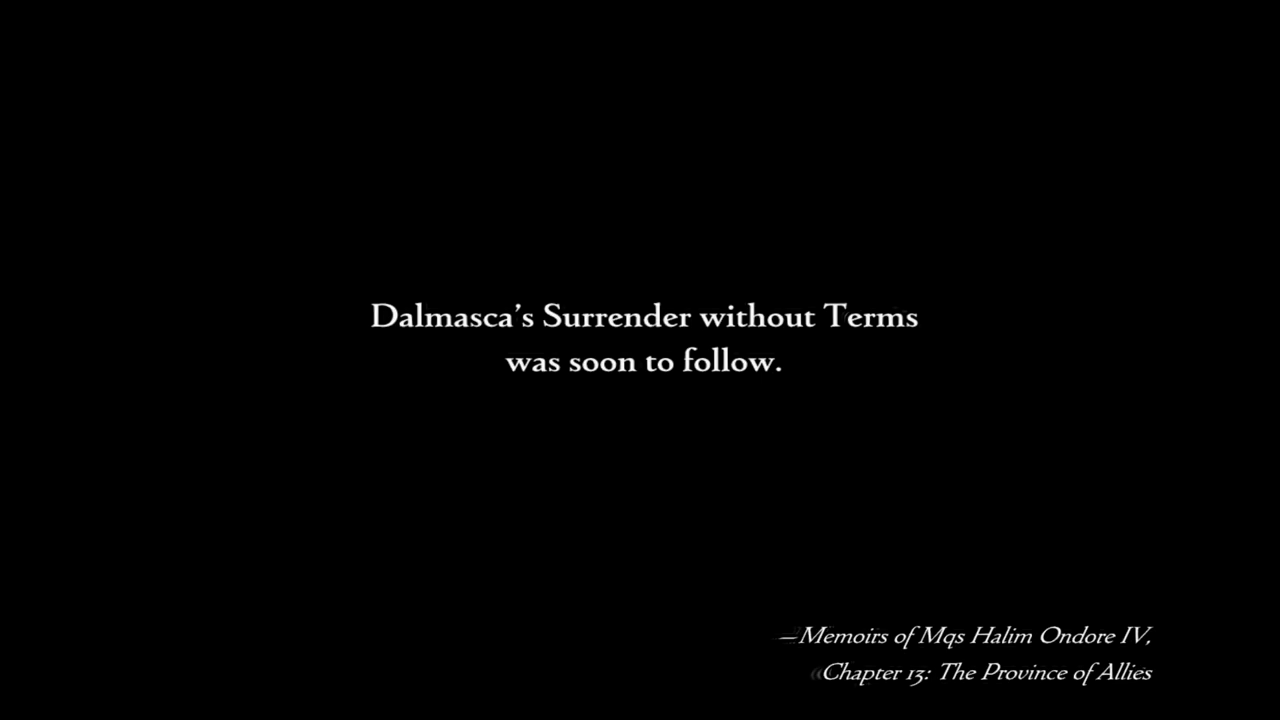 Dalmasca’s Surrender without Terms
was soon to follow.
—Memoirs of Mqs Halim Ondore IV,
Chapter 13: The Province of Allies